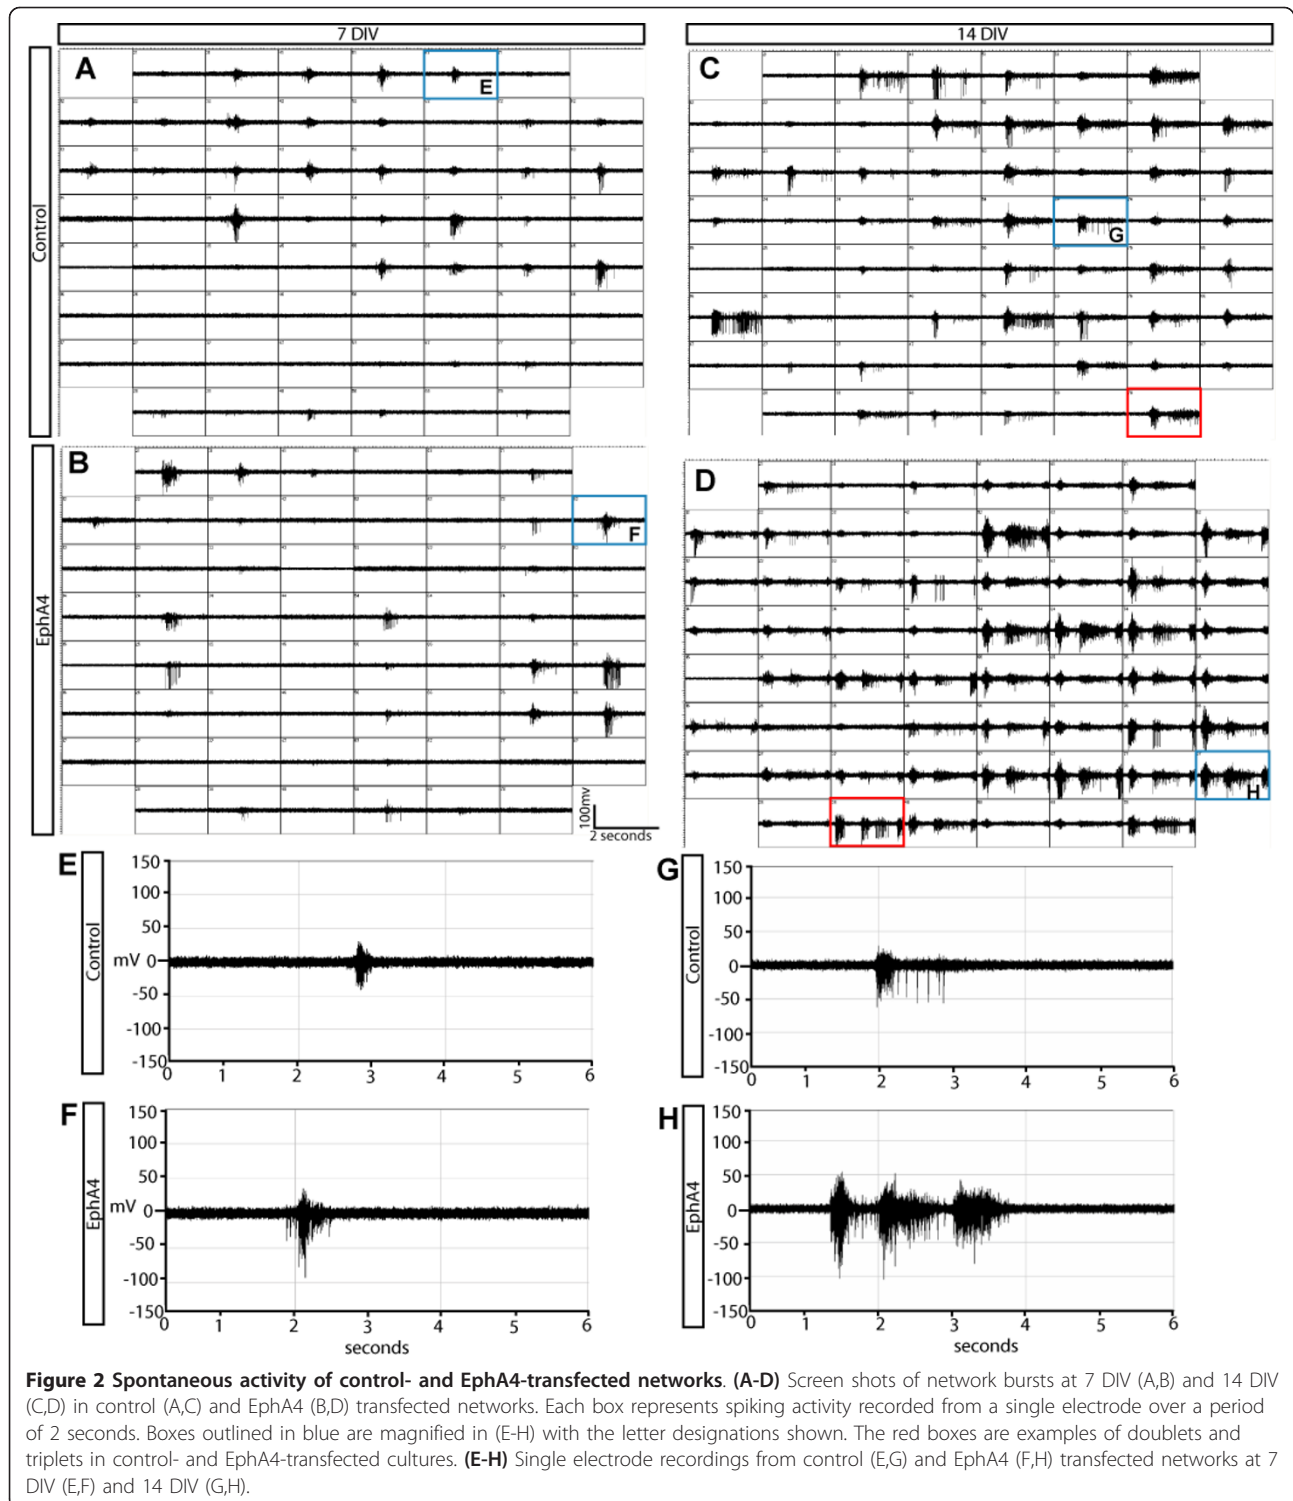 7 DIV
14 DIV
Control
A
E
C
G
EphA4
B
F
100mv
2 seconds
D
H
E
Control
mV
150
100
50
0
-50
-100
-150
0 1 2 3 4 5 6
G
Control
150
100
50
0
-50
-100
-150
0 1 2 3 4 5 6
F
EphA4
mV
150
100
50
0
-50
-100
-150
0 1 2 3 4 5 6
seconds
H
EphA4
150
100
50
0
-50
-100
-150
0 1 2 3 4 5 6
seconds
Figure 2 Spontaneous activity of control- and EphA4-transfected networks. (A-D) Screen shots of network bursts at 7 DIV (A,B) and 14 DIV
(C,D) in control (A,C) and EphA4 (B,D) transfected networks. Each box represents spiking activity recorded from a single electrode over a period
of 2 seconds. Boxes outlined in blue are magnified in (E-H) with the letter designations shown. The red boxes are examples of doublets and
triplets in control- and EphA4-transfected cultures. (E-H) Single electrode recordings from control (E,G) and EphA4 (F,H) transfected networks at 7
DIV (E,F) and 14 DIV (G,H).